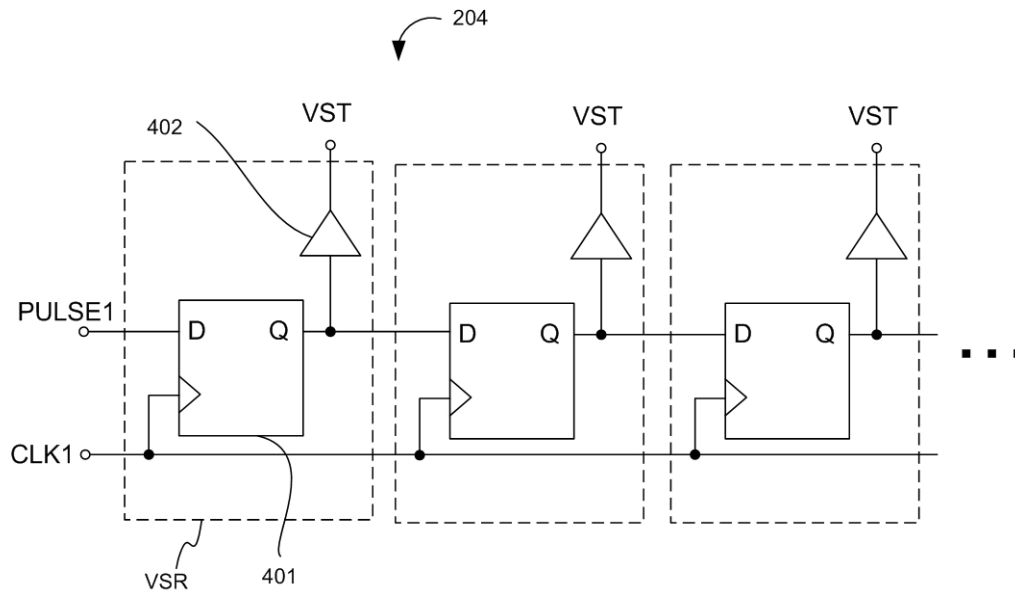 204
VST
VST
VST
402
PULSE1
D Q
D Q
D Q
CLK1
VSR
401